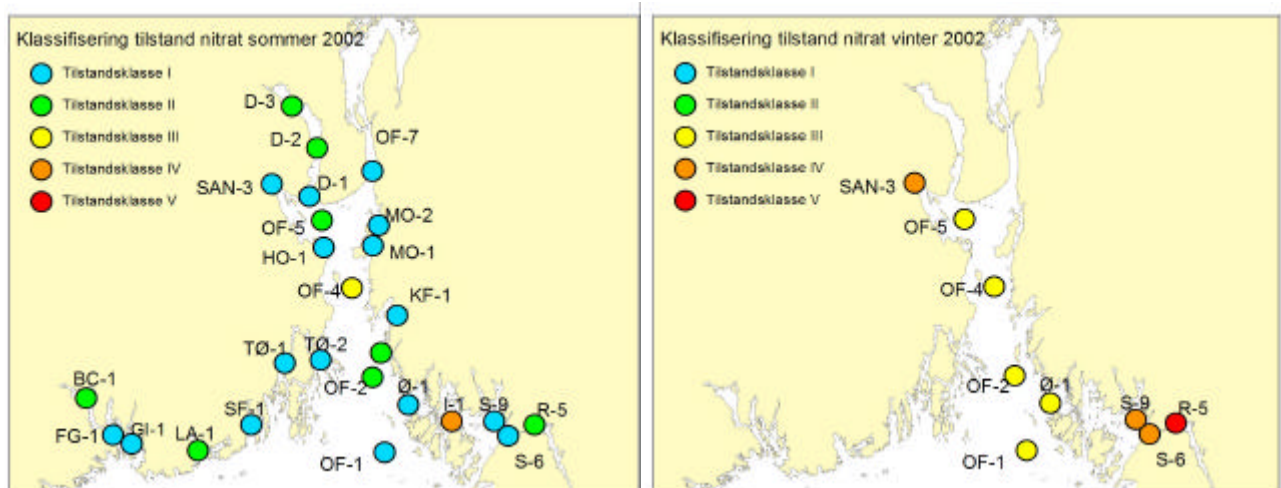 Klassifisering tilstand nitrat sommer 2002
Tilstandsklasse I
Tilstandsklasse II
Tilstandsklasse III
Tilstandsklasse IV
Tilstandsklasse V
D-3
D-2
OF-7
SAN-3
D-1
OF-5
MO-2
HO-1
MO-1
OF-4
KF-1
TØ-1
TØ-2
BC-1
OF-2
Ø-1
SF-1
I-1
S-9
R-5
FG-1
GI-1
LA-1
OF-1
S-6
Klassifisering tilstand nitrat vinter 2002
Tilstandsklasse I
Tilstandsklasse II
Tilstandsklasse III
Tilstandsklasse IV
Tilstandsklasse V
SAN-3
OF-5
OF-4
OF-2
Ø-1
S-9
R-5
OF-1
S-6